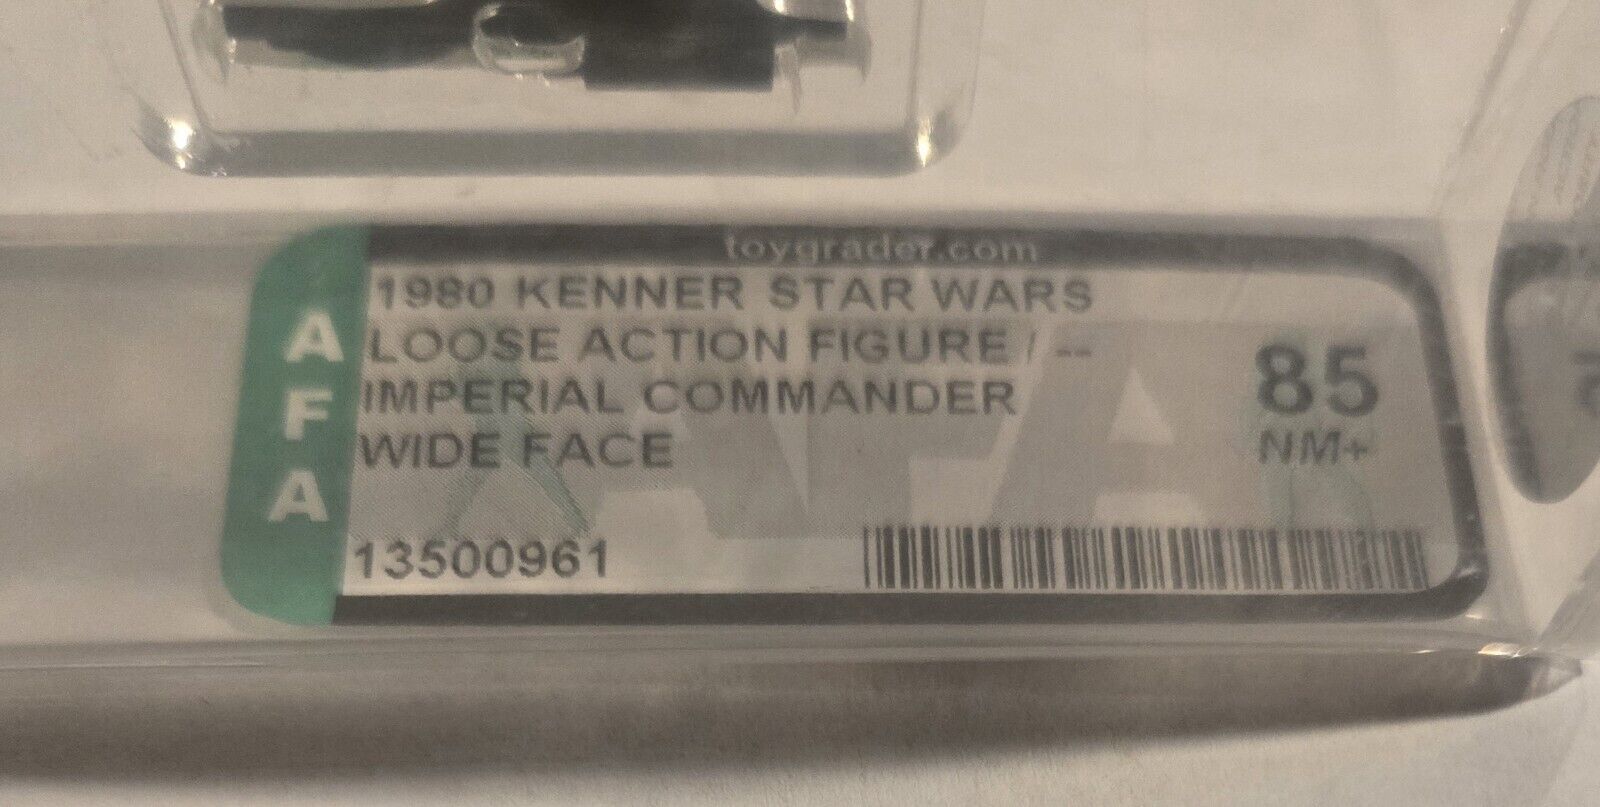 toygrader.com
AFA
1980 KENNER STAR WARS
LOOSE ACTION FIGURE / --
IMPERIAL COMMANDER
WIDE FACE
85
NM+
13500961
AFA